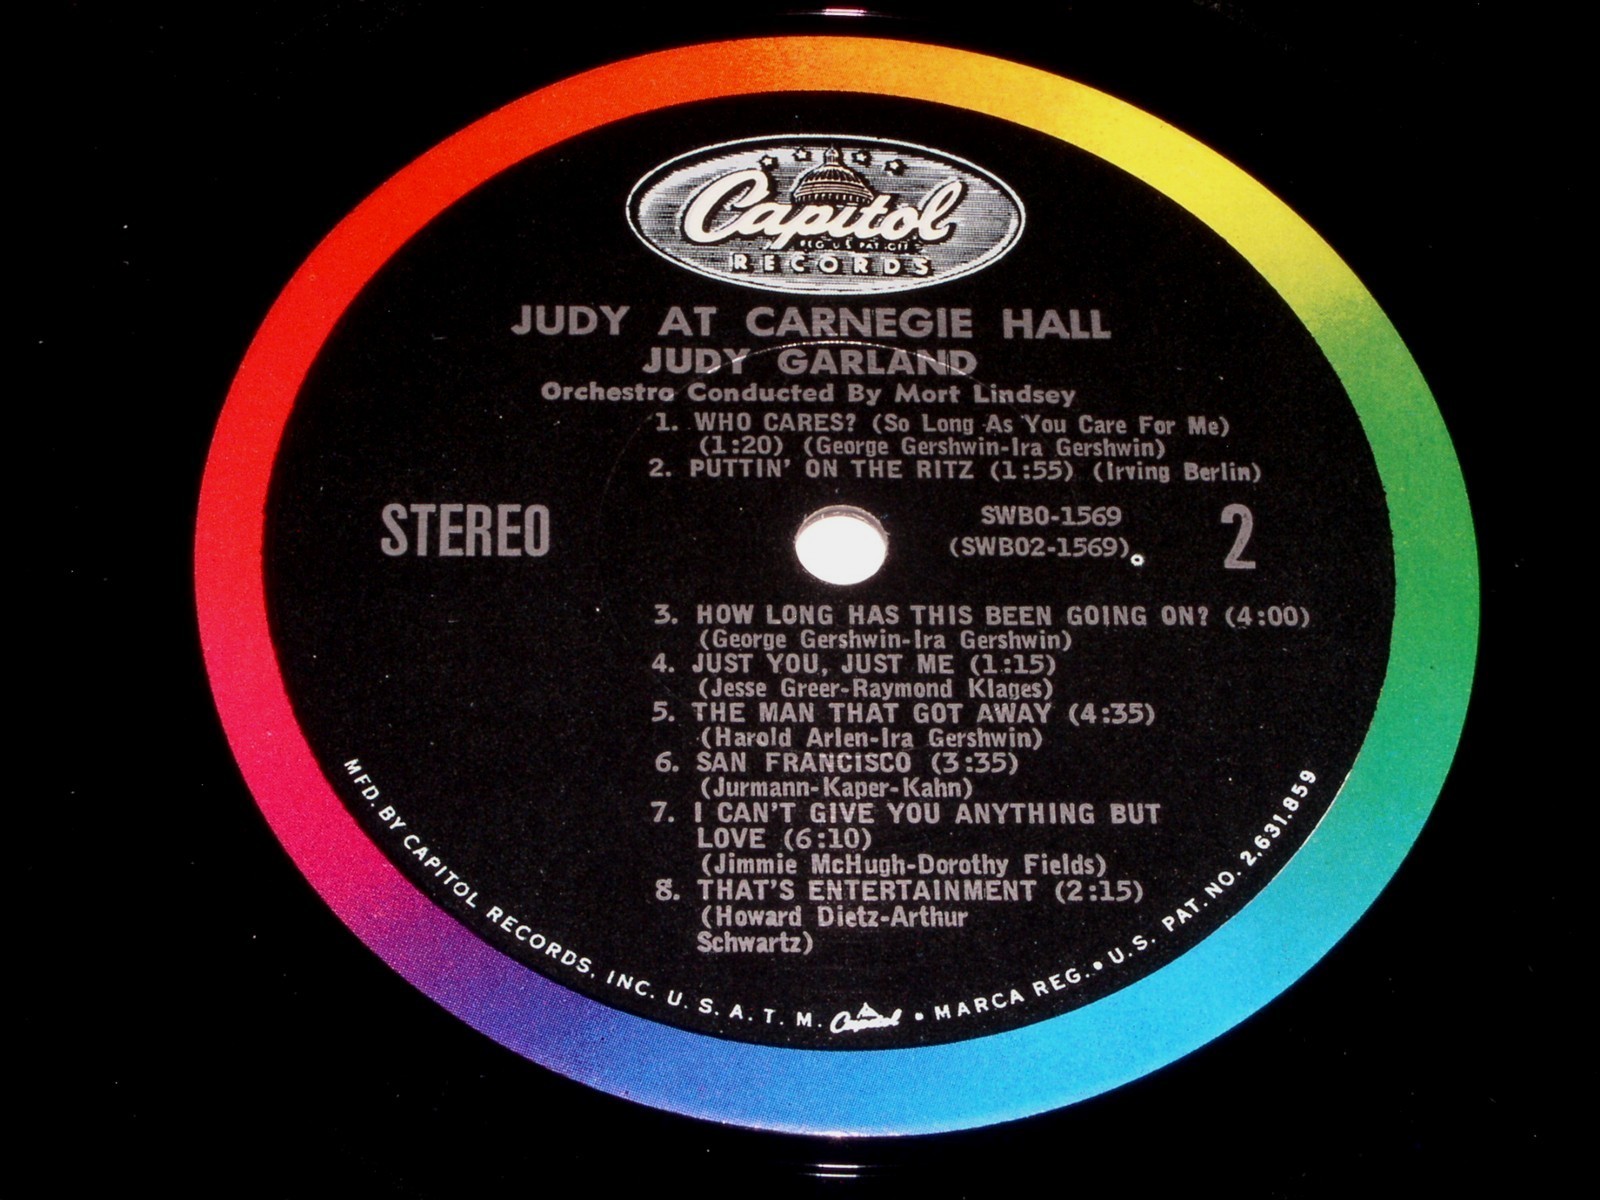 Capitol
REG. U.S. PAT. OFF.
RECORDS
JUDY AT CARNEGIE HALL
JUDY GARLAND
Orchestra Conducted By Mort Lindsey
1. WHO CARES? (So Long As You Care For Me)
(1:20) (George Gershwin-Ira Gershwin)
2. PUTTIN' ON THE RITZ (1:55) (Irving Berlin)
STEREO
SWBO-1569
(SWBO2-1569)
2
3. HOW LONG HAS THIS BEEN GOING ON? (4:00)
(George Gershwin-Ira Gershwin)
4. JUST YOU, JUST ME (1:15)
(Jesse Greer-Raymond Klages)
5. THE MAN THAT GOT AWAY (4:35)
(Harold Arlen-Ira Gershwin)
6. SAN FRANCISCO (3:35)
(Jurmann-Kaper-Kahn)
7. I CAN'T GIVE YOU ANYTHING BUT
LOVE (6:10)
(Jimmie McHugh-Dorothy Fields)
8. THAT'S ENTERTAINMENT (2:15)
(Howard Dietz-Arthur
Schwartz)
MFD. BY CAPITOL RECORDS, INC. U. S. A. T. M. Capitol • MARCA REG. • U.S. PAT. NO. 2,631,859